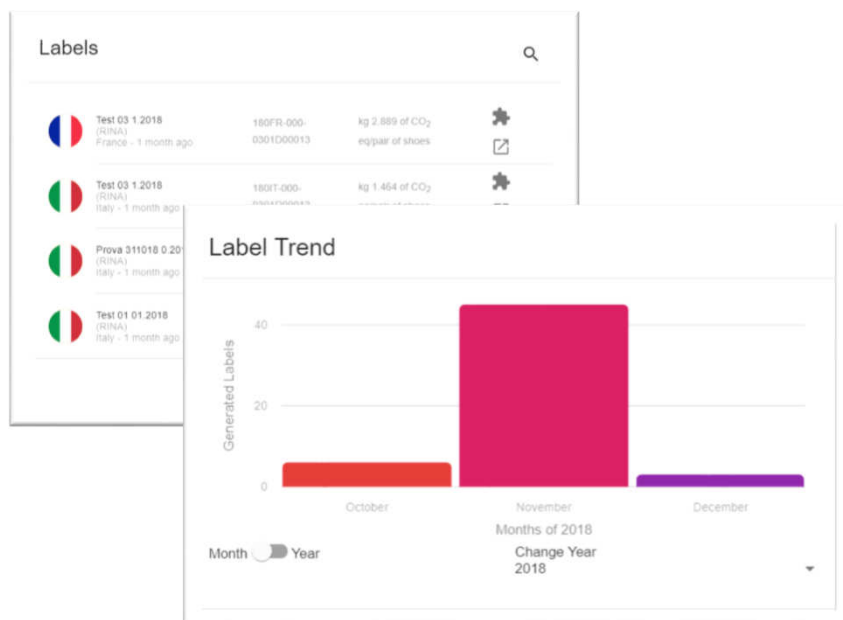 Labels
Test 03 1.2018
(RINA)
France - 1 month ago
180FR-000-
0301D00013
kg 2.889 of CO₂
eq/pair of shoes
Test 03 1.2018
(RINA)
Italy - 1 month ago
180IT-000-
kg 1.464 of CO₂
Prova 311018 0.20
(RINA)
Italy - 1 month ago
Test 01 01.2018
(RINA)
Italy - 1 month ago
Label Trend
Generated Labels
40
20
0
October
November
December
Months of 2018
Month
Year
Change Year
2018